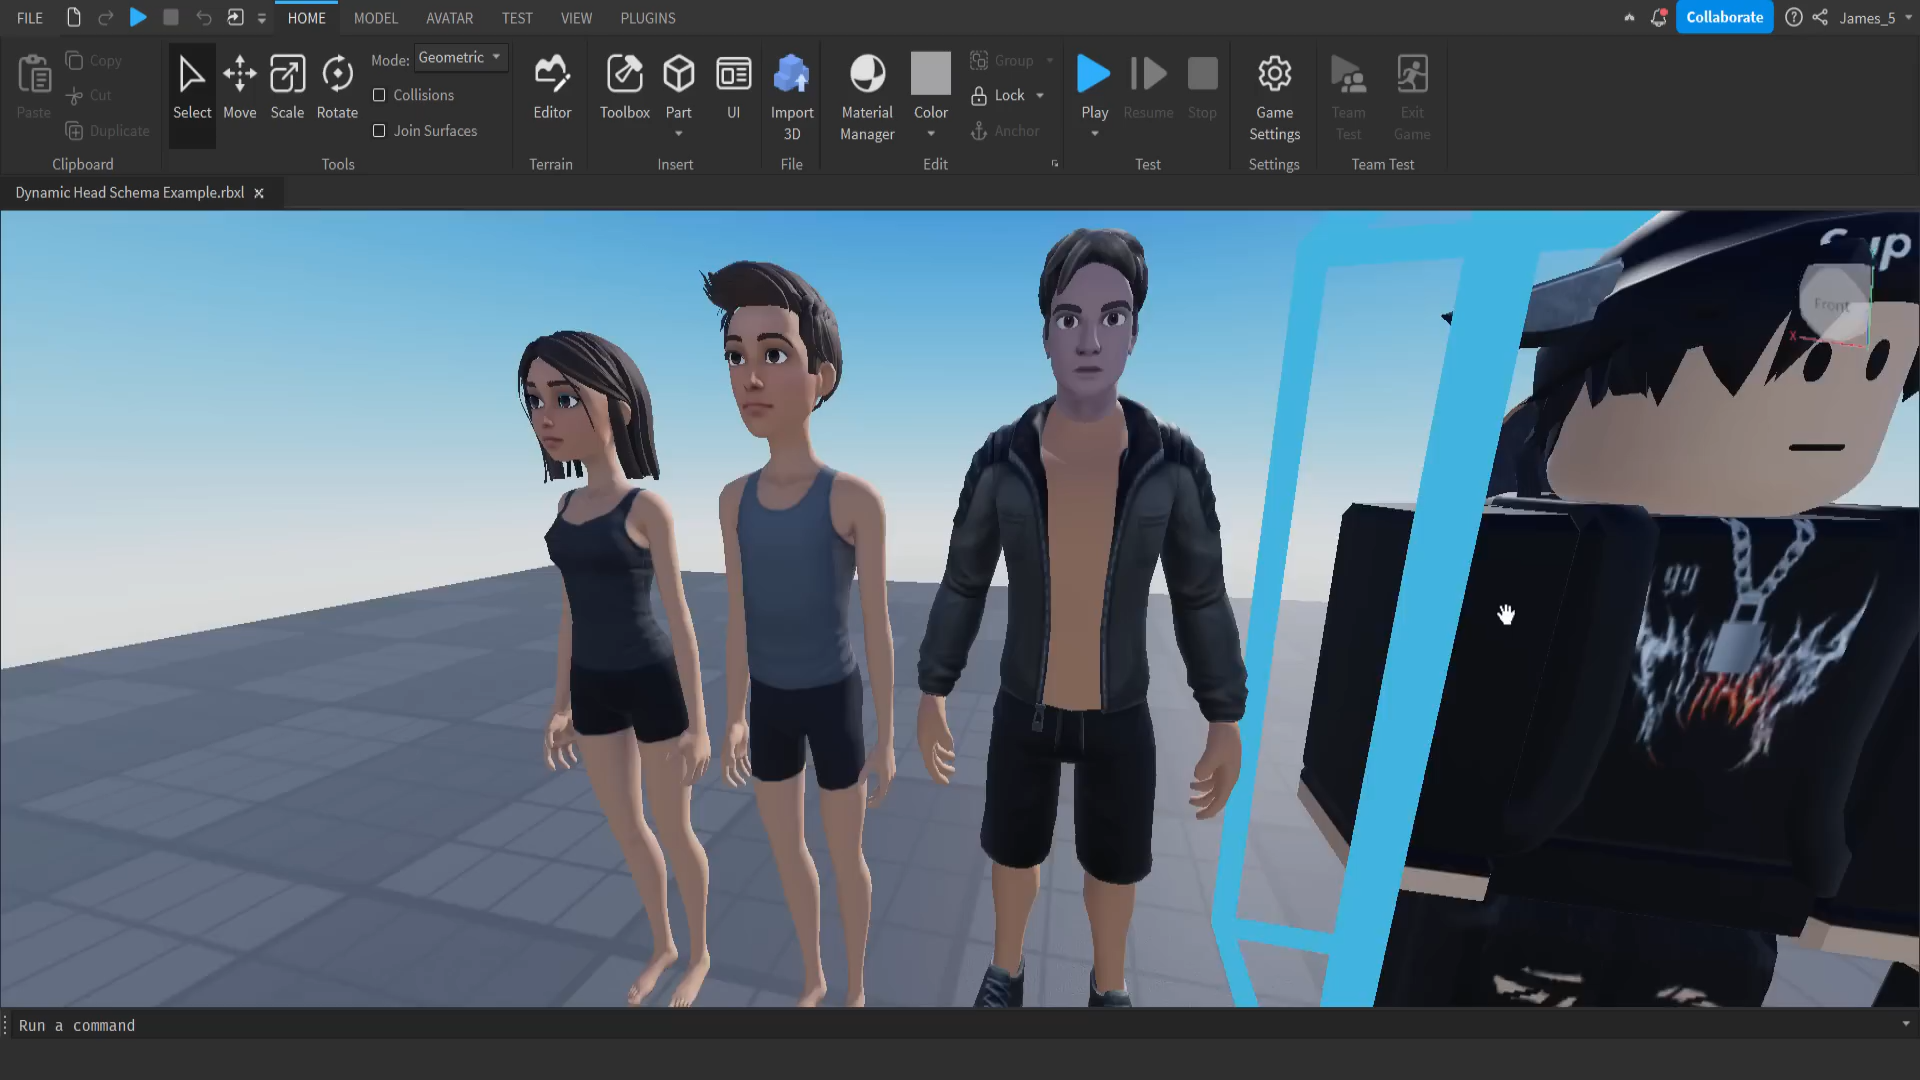 FILE HOME MODEL AVATAR TEST VIEW PLUGINS Collaborate James_5
Paste Copy Cut Duplicate
Clipboard
Select Move Scale Rotate
Mode: Geometric
Collisions
Join Surfaces
Tools
Editor
Terrain
Toolbox Part UI
Insert
Import 3D
File
Material Manager
Color
Group
Lock
Anchor
Edit
Play Resume Stop
Test
Game Settings
Settings
Team Test
Exit Game
Team Test
Dynamic Head Schema Example.rbxl
Front
X
99
Run a command